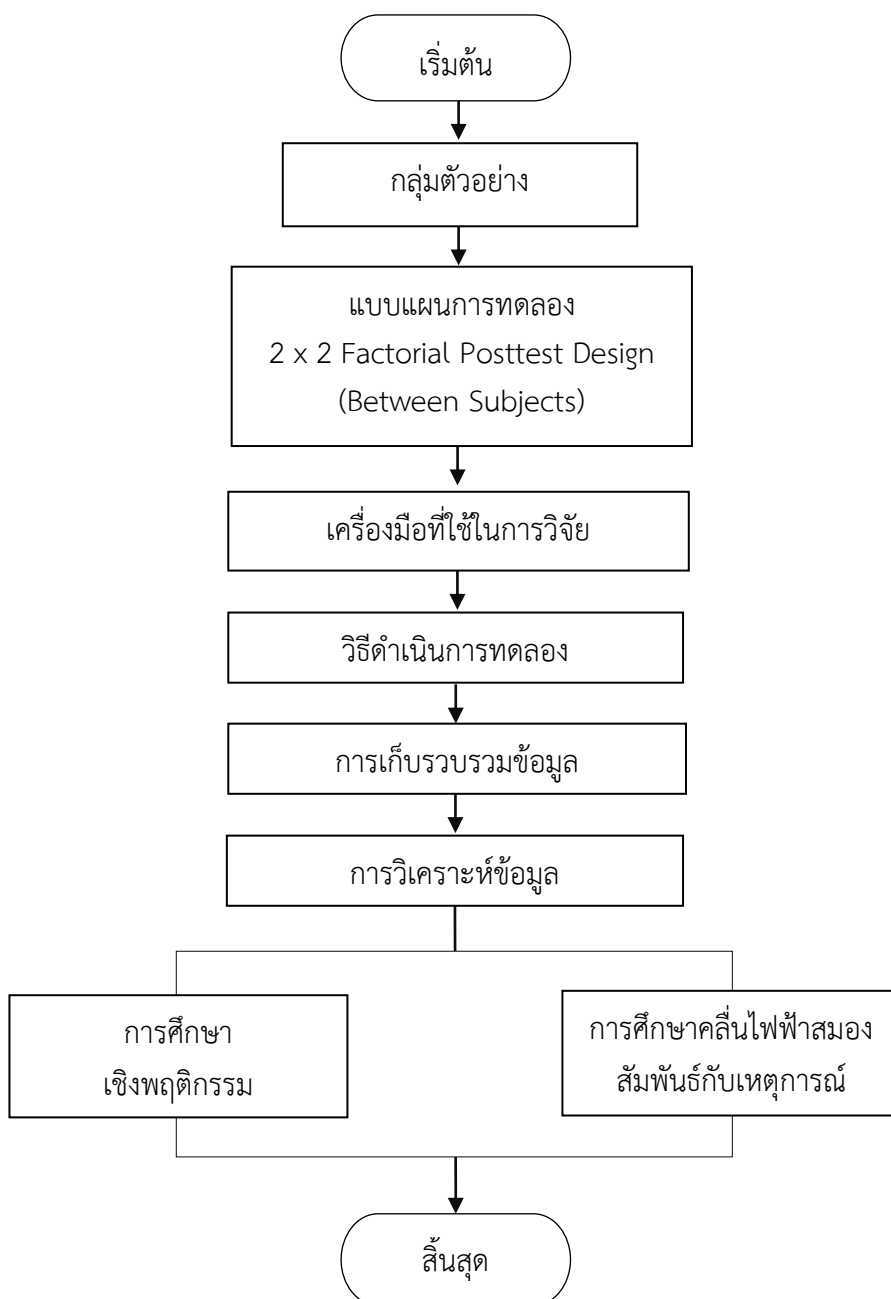 เริ่มต้น
กลุ่มตัวอย่าง
แบบแผนการทดลอง
2 x 2 Factorial Posttest Design
(Between Subjects)
เครื่องมือที่ใช้ในการวิจัย
วิธีดำเนินการทดลอง
การเก็บรวบรวมข้อมูล
การวิเคราะห์ข้อมูล
การศึกษา
เชิงพฤติกรรม
การศึกษาคลื่นไฟฟ้าสมอง
สัมพันธ์กับเหตุการณ์
สิ้นสุด